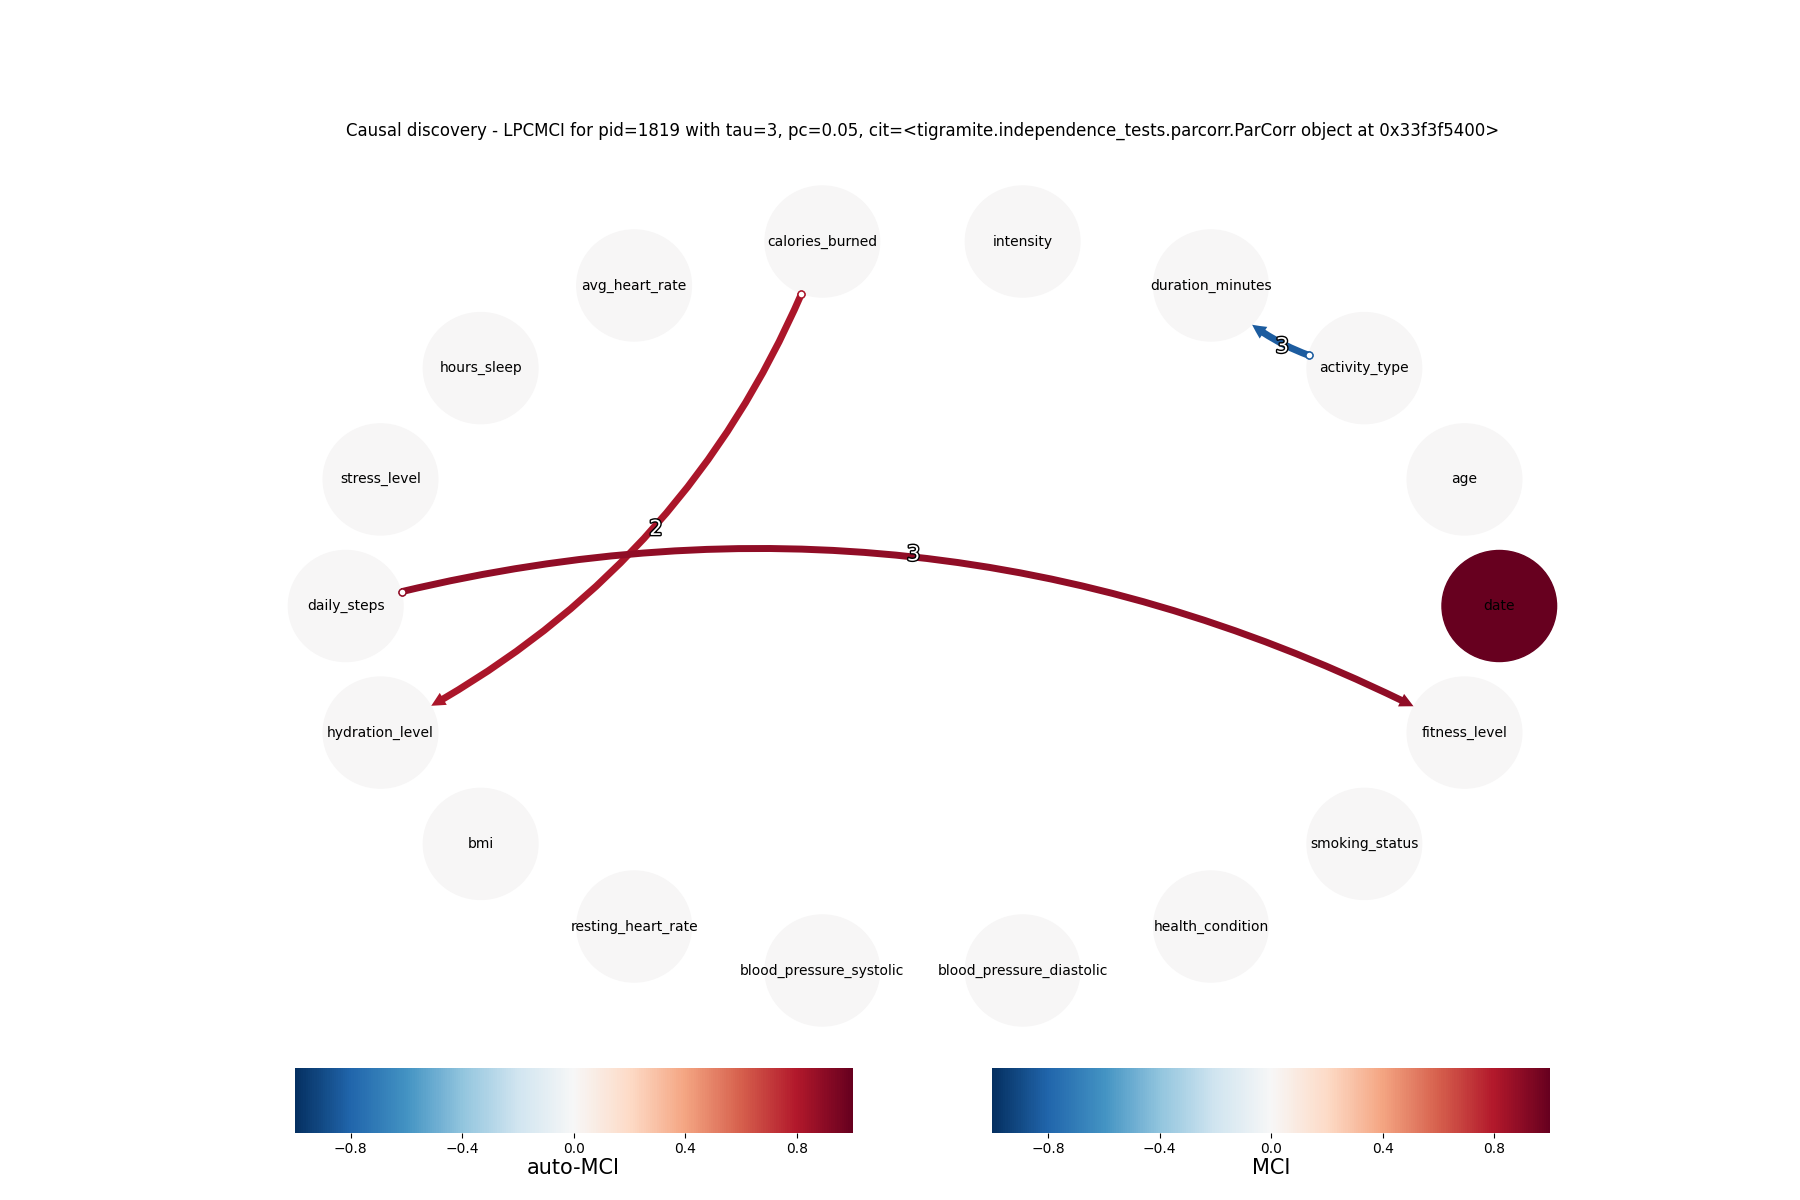 Causal discovery - LPCMCI for pid=1819 with tau=3, pc=0.05, cit=<tigramite.independence_tests.parcorr.ParCorr object at 0x33f3f5400>
calories_burned
intensity
avg_heart_rate
duration_minutes
3
hours_sleep
activity_type
stress_level
age
2
3
daily_steps
date
hydration_level
fitness_level
bmi
smoking_status
resting_heart_rate
health_condition
blood_pressure_systolic
blood_pressure_diastolic
−0.8 −0.4 0.0 0.4 0.8
auto-MCI
−0.8 −0.4 0.0 0.4 0.8
MCI